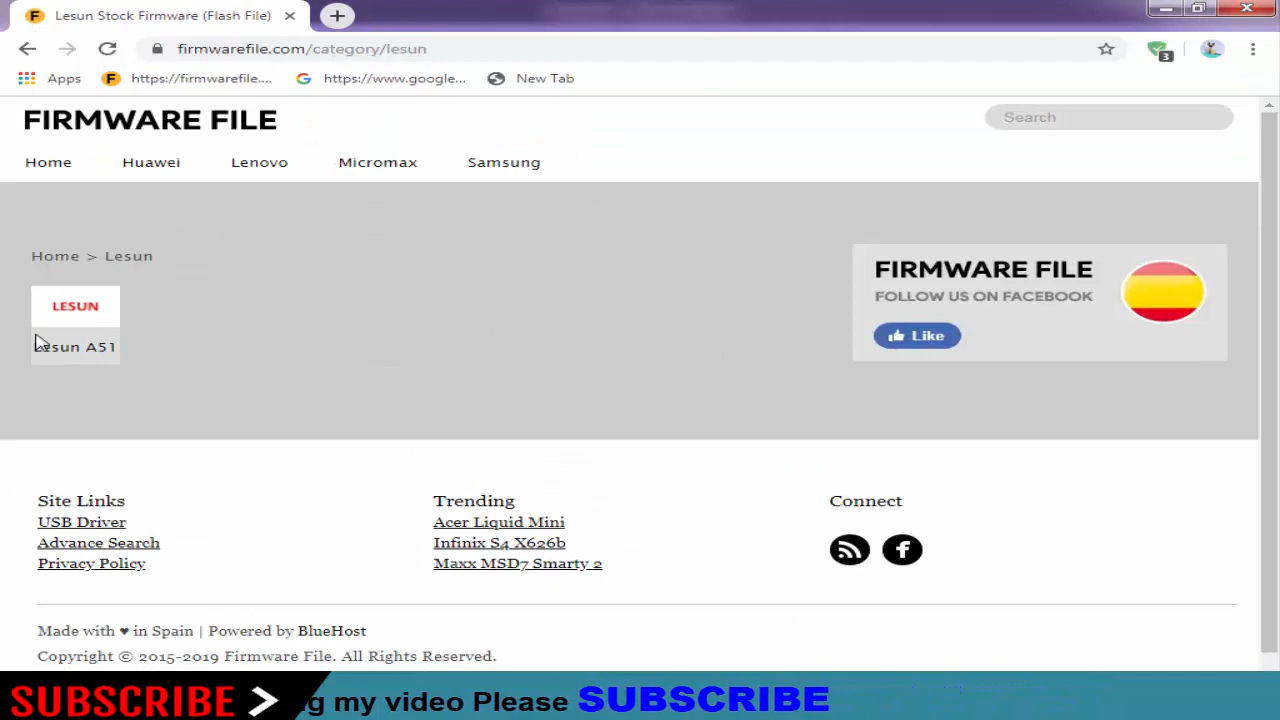 Lesun Stock Firmware (Flash File)
firmwarefile.com/category/lesun
3
Apps
https://firmwarefile....
https://www.google...
New Tab
FIRMWARE FILE
Search
Home
Huawei
Lenovo
Micromax
Samsung
Home > Lesun
LESUN
Lesun A51
FIRMWARE FILE
FOLLOW US ON FACEBOOK
Like
Site Links
USB Driver
Advance Search
Privacy Policy
Trending
Acer Liquid Mini
Infinix S4 X626b
Maxx MSD7 Smarty 2
Connect
Made with ♥ in Spain | Powered by BlueHost
Copyright © 2015-2019 Firmware File. All Rights Reserved.
SUBSCRIBE
my video Please SUBSCRIBE